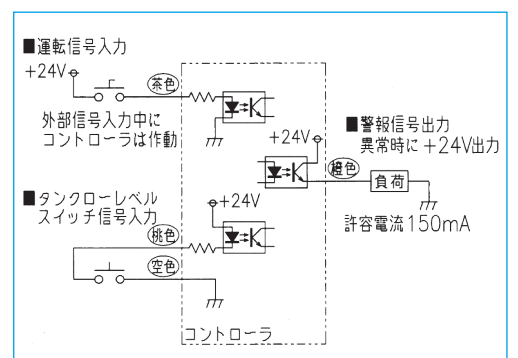 ■運転信号入力
+24V
茶色
外部信号入力中に
コントローラは作動
+24V
■警報信号出力
異常時に+24V出力
橙色
負荷
許容電流150mA
■タンクローレベル
スイッチ信号入力
+24V
桃色
空色
コントローラ